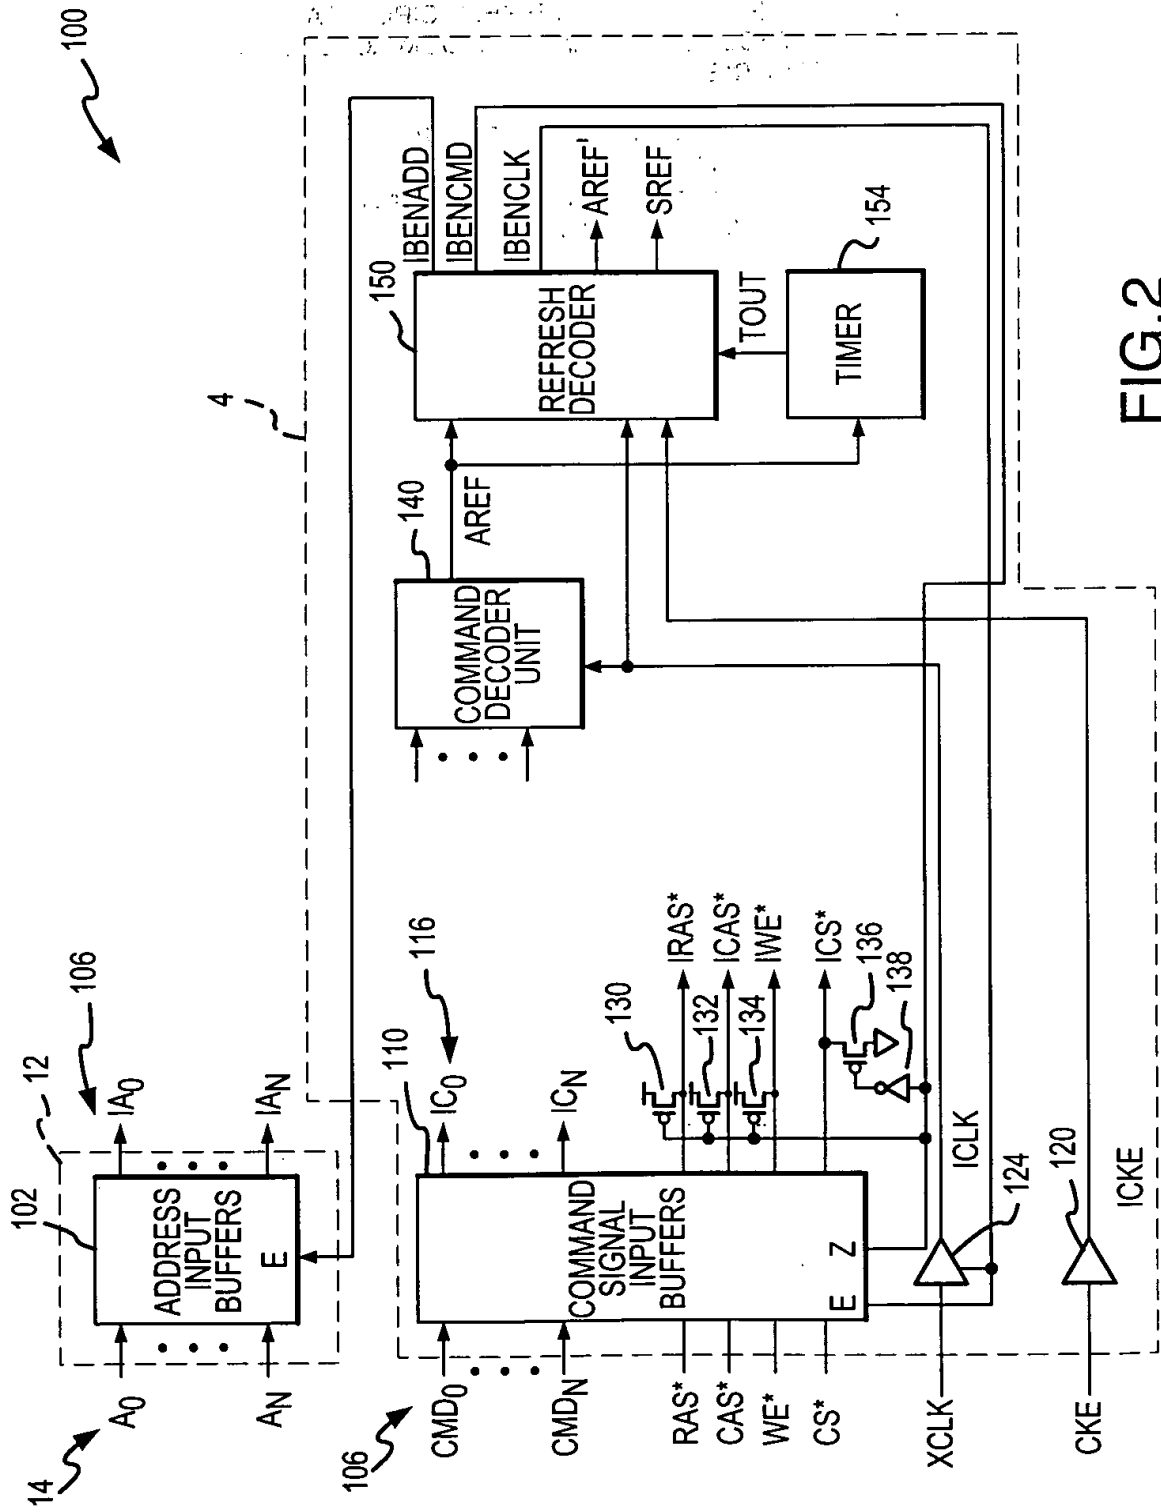 100
4
14
A0
AN
102
ADDRESS
INPUT
BUFFERS
E
12
106
IA0
IAN
106
CMD0
CMDN
RAS*
CAS*
WE*
CS*
XCLK
CKE
COMMAND
SIGNAL
INPUT
BUFFERS
E
Z
110
116
IC0
ICN
130
IRAS*
132
ICAS*
134
IWE*
ICS*
136
138
ICLK
124
120
ICKE
COMMAND
DECODER
UNIT
140
AREF
150
REFRESH
DECODER
IBENADD
IBENCMD
IBENCLK
AREF'
SREF
TOUT
TIMER
154
FIG.2